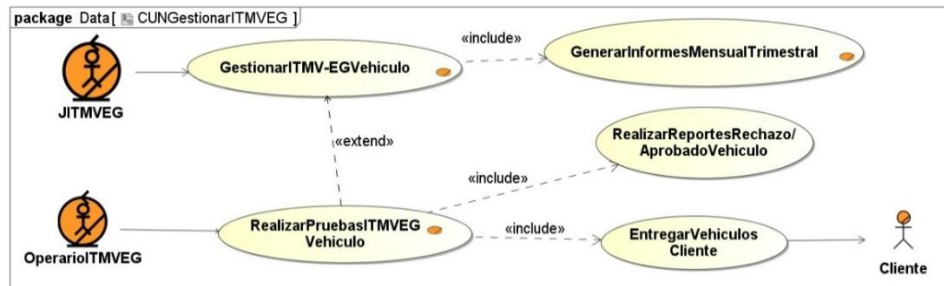 package Data[ CUNGestionarITMVEG ]
«include»
GestionarITMV-EGVehiculo
GenerarInformesMensualTrimestral
JITMVEG
«extend»
RealizarReportesRechazo/
AprobadoVehiculo
«include»
RealizarPruebasITMVEG
Vehiculo
«include»
EntregarVehiculos
Cliente
OperarioITMVEG
Cliente